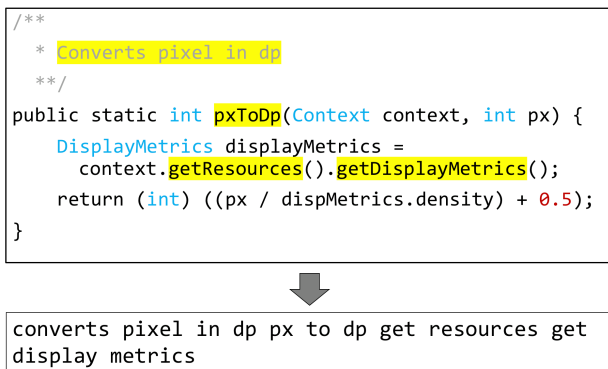 /**
* Converts pixel in dp
**/
public static int pxToDp(Context context, int px) {
DisplayMetrics displayMetrics =
context.getResources().getDisplayMetrics();
return (int) ((px / dispMetrics.density) + 0.5);
}
converts pixel in dp px to dp get resources get
display metrics